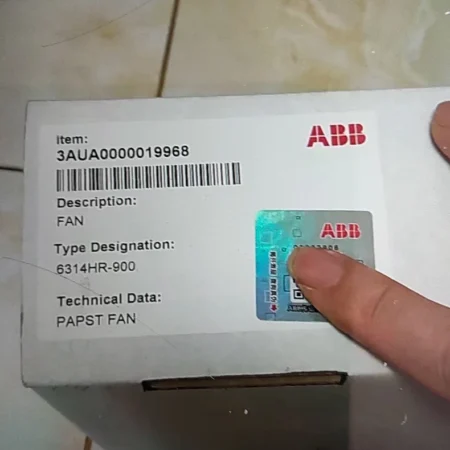 Item:
3AUA0000019968
ABB
Description:
FAN
ABB
Type Designation:
6314HR-900
Technical Data:
PAPST FAN